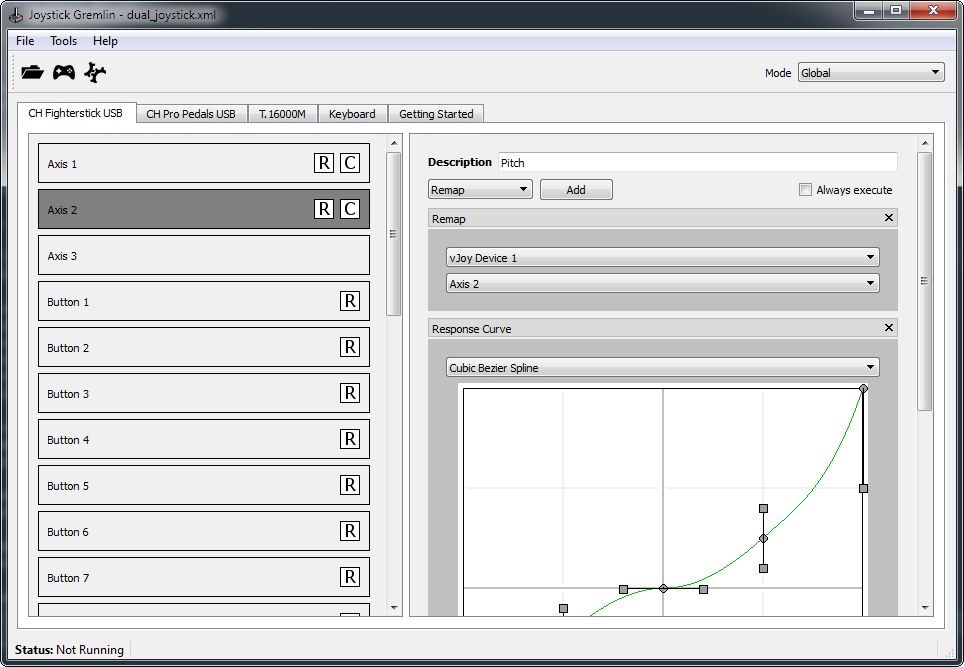 Joystick Gremlin - dual_joystick.xml
File Tools Help
Mode Global
CH Fighterstick USB CH Pro Pedals USB T.16000M Keyboard Getting Started
Axis 1 R C
Axis 2 R C
Axis 3
Button 1 R
Button 2 R
Button 3 R
Button 4 R
Button 5 R
Button 6 R
Button 7 R
Description Pitch
Remap Add Always execute
Remap
vJoy Device 1
Axis 2
Response Curve
Cubic Bezier Spline
Status: Not Running